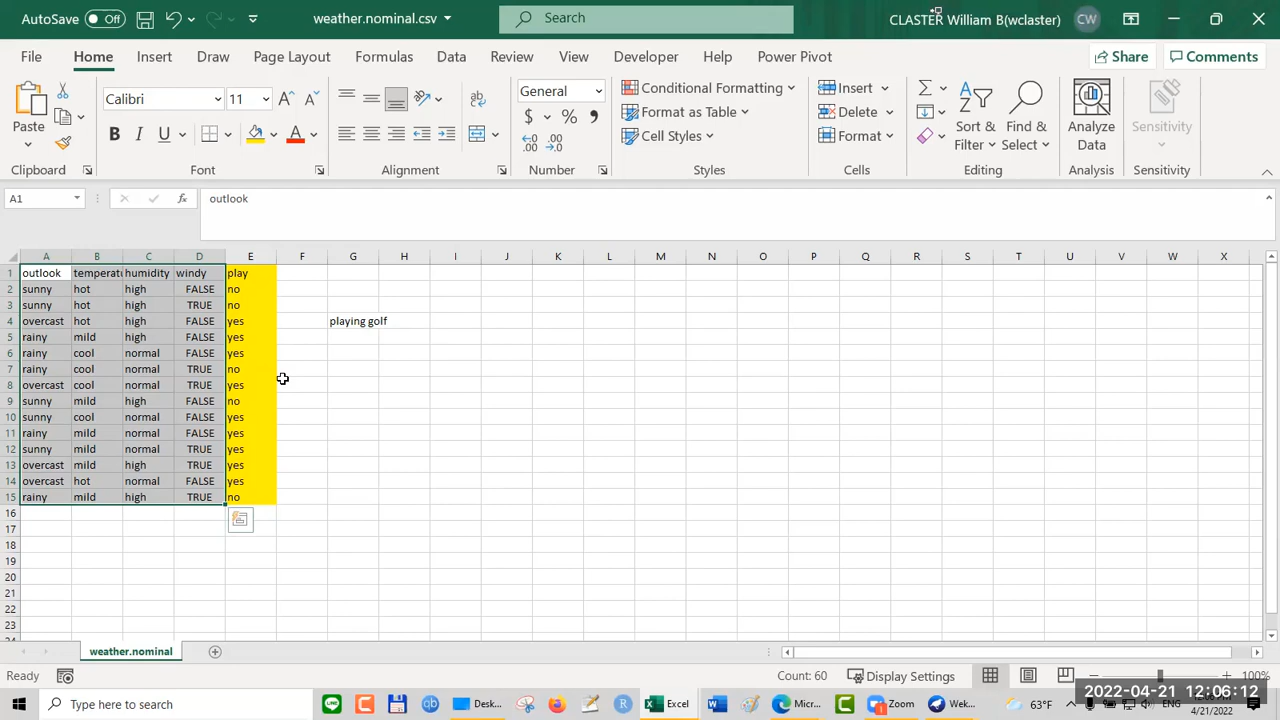 AutoSave Off weather.nominal.csv Search CLASTER William B(wclaster) CW
File Home Insert Draw Page Layout Formulas Data Review View Developer Help Power Pivot Share Comments
Paste
Clipboard
Calibri 11
B I U A
Font
Alignment
General
$ % ,
Number
Conditional Formatting
Format as Table
Cell Styles
Styles
Insert
Delete
Format
Cells
Sort & Filter
Find & Select
Editing
Analyze Data
Analysis
Sensitivity
Sensitivity
A1 fx outlook
A B C D E F G H I J K L M N O P Q R S T U V W X
1 outlook temperatu humidity windy play
2 sunny hot high FALSE no
3 sunny hot high TRUE no
4 overcast hot high FALSE yes playing golf
5 rainy mild high FALSE yes
6 rainy cool normal FALSE yes
7 rainy cool normal TRUE no
8 overcast cool normal TRUE yes
9 sunny mild high FALSE no
10 sunny cool normal FALSE yes
11 rainy mild normal FALSE yes
12 sunny mild normal TRUE yes
13 overcast mild high TRUE yes
14 overcast hot normal FALSE yes
15 rainy mild high TRUE no
16
17
18
19
20
21
22
23
weather.nominal
Ready Count: 60 Display Settings 100%
2022-04-21 12:06:12
Type here to search Desk... Excel Micr... Zoom Wek... 63°F ENG
4/21/2022